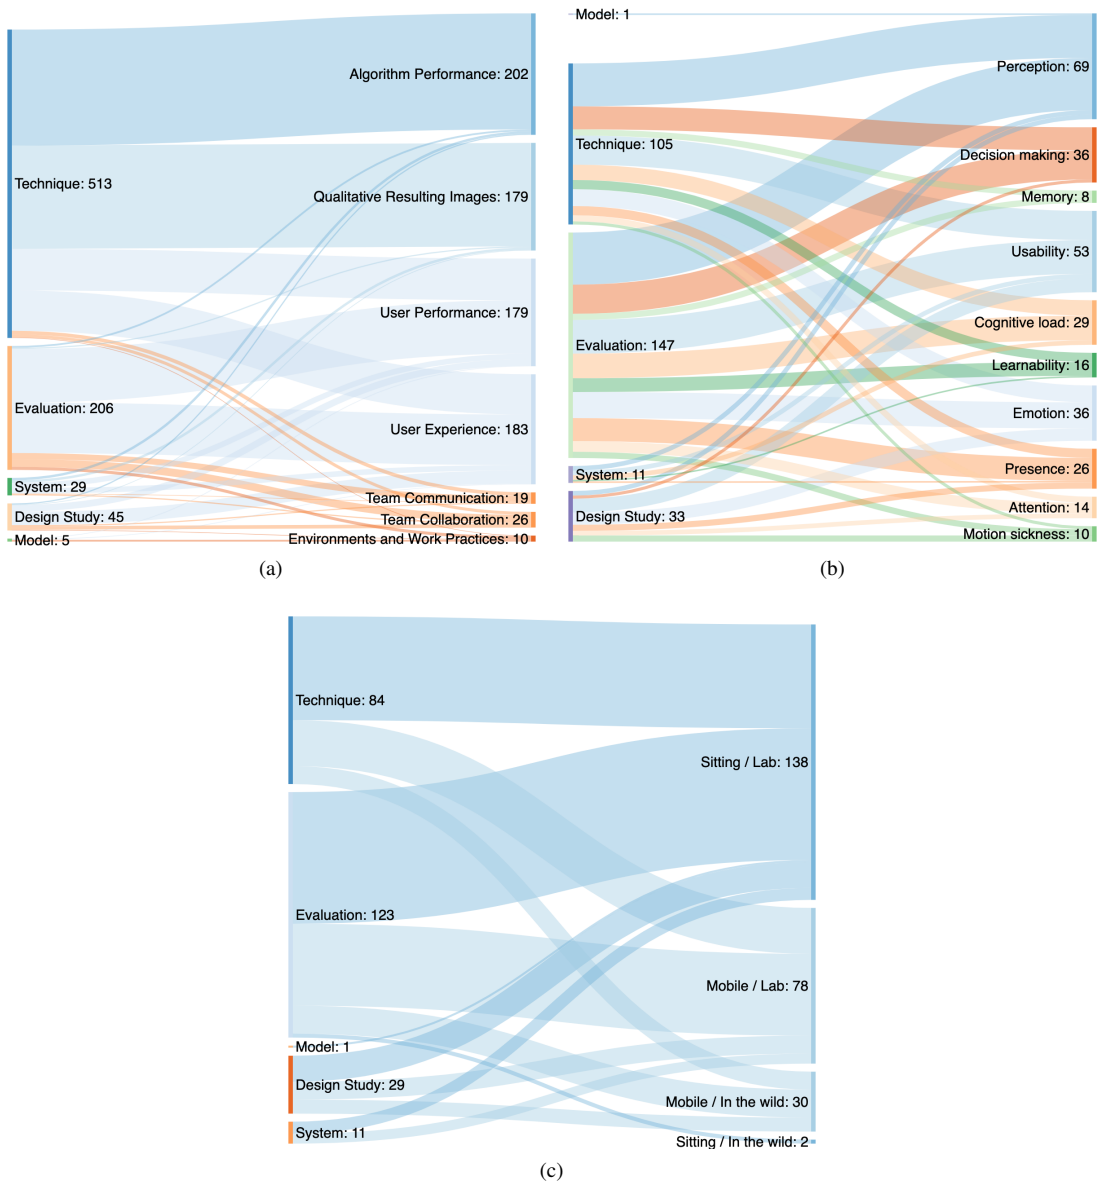 Technique: 513
Evaluation: 206
System: 29
Design Study: 45
Model: 5
Algorithm Performance: 202
Qualitative Resulting Images: 179
User Performance: 179
User Experience: 183
Team Communication: 19
Team Collaboration: 26
Environments and Work Practices: 10
(a)
Model: 1
Technique: 105
Evaluation: 147
System: 11
Design Study: 33
Perception: 69
Decision making: 36
Memory: 8
Usability: 53
Cognitive load: 29
Learnability: 16
Emotion: 36
Presence: 26
Attention: 14
Motion sickness: 10
(b)
Technique: 84
Evaluation: 123
Model: 1
Design Study: 29
System: 11
Sitting / Lab: 138
Mobile / Lab: 78
Mobile / In the wild: 30
Sitting / In the wild: 2
(c)